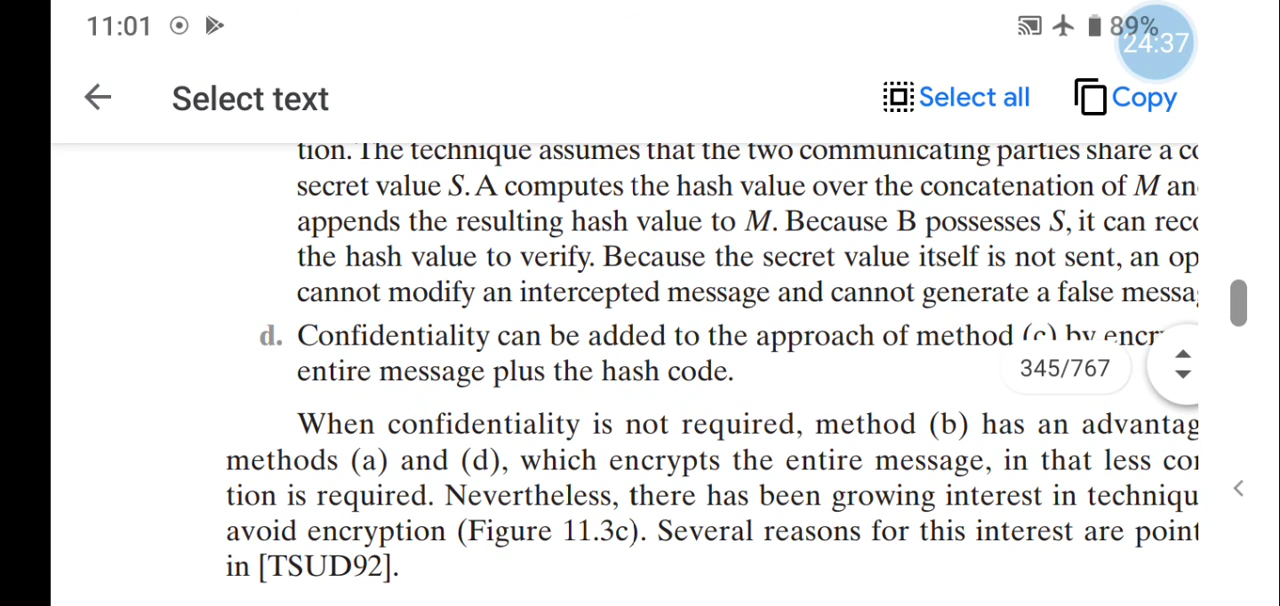 11:01
89%
24:37
Select text
Select all
Copy
tion. The technique assumes that the two communicating parties share a
secret value S. A computes the hash value over the concatenation of M
appends the resulting hash value to M. Because B possesses S, it can
the hash value to verify. Because the secret value itself is not sent, an
cannot modify an intercepted message and cannot generate a false
d. Confidentiality can be added to the approach of method (c) by
entire message plus the hash code.
345/767
When confidentiality is not required, method (b) has an
methods (a) and (d), which encrypts the entire message, in that less
tion is required. Nevertheless, there has been growing interest in
avoid encryption (Figure 11.3c). Several reasons for this interest are
in [TSUD92].